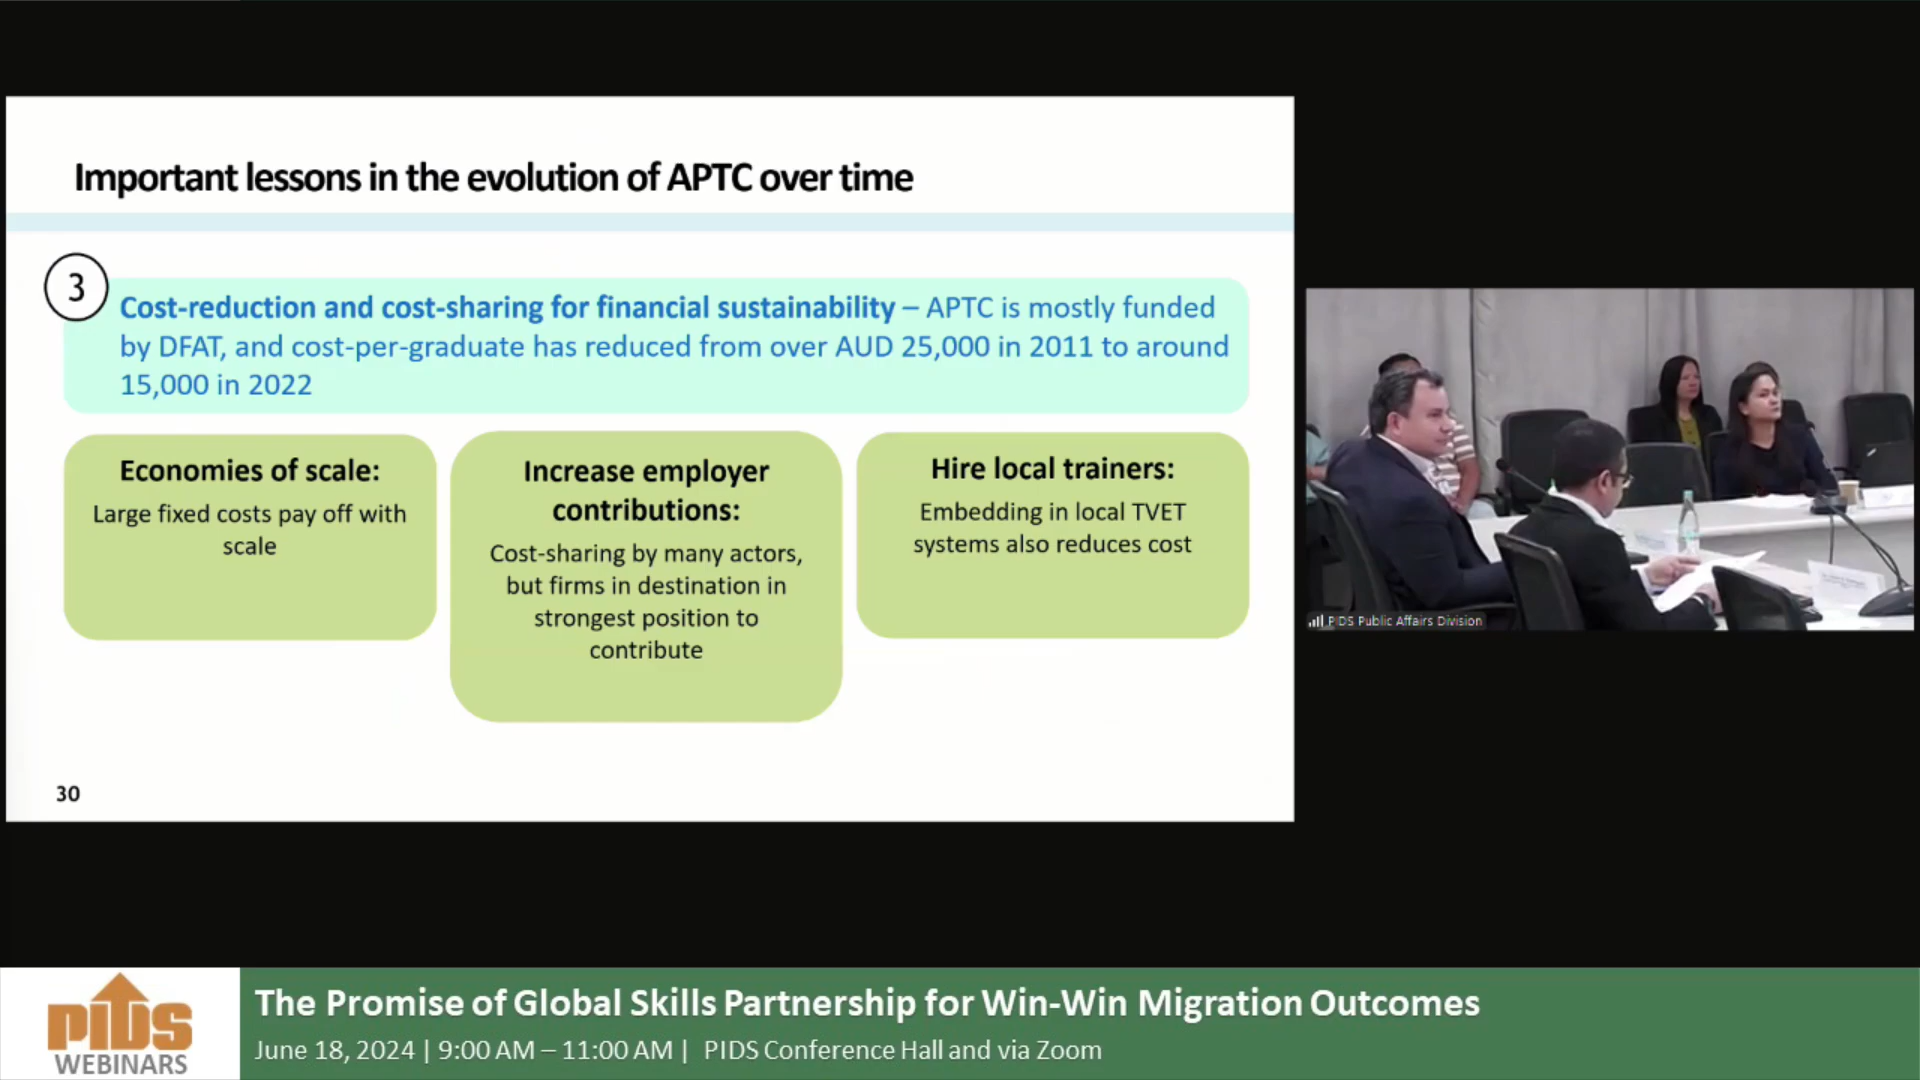 Important lessons in the evolution of APTC over time
3
Cost-reduction and cost-sharing for financial sustainability – APTC is mostly funded
by DFAT, and cost-per-graduate has reduced from over AUD 25,000 in 2011 to around
15,000 in 2022
Economies of scale:
Large fixed costs pay off with
scale
Increase employer
contributions:
Cost-sharing by many actors,
but firms in destination in
strongest position to
contribute
Hire local trainers:
Embedding in local TVET
systems also reduces cost
30
PIDS Public Affairs Division
PIDS
WEBINARS
The Promise of Global Skills Partnership for Win-Win Migration Outcomes
June 18, 2024 | 9:00 AM – 11:00 AM | PIDS Conference Hall and via Zoom